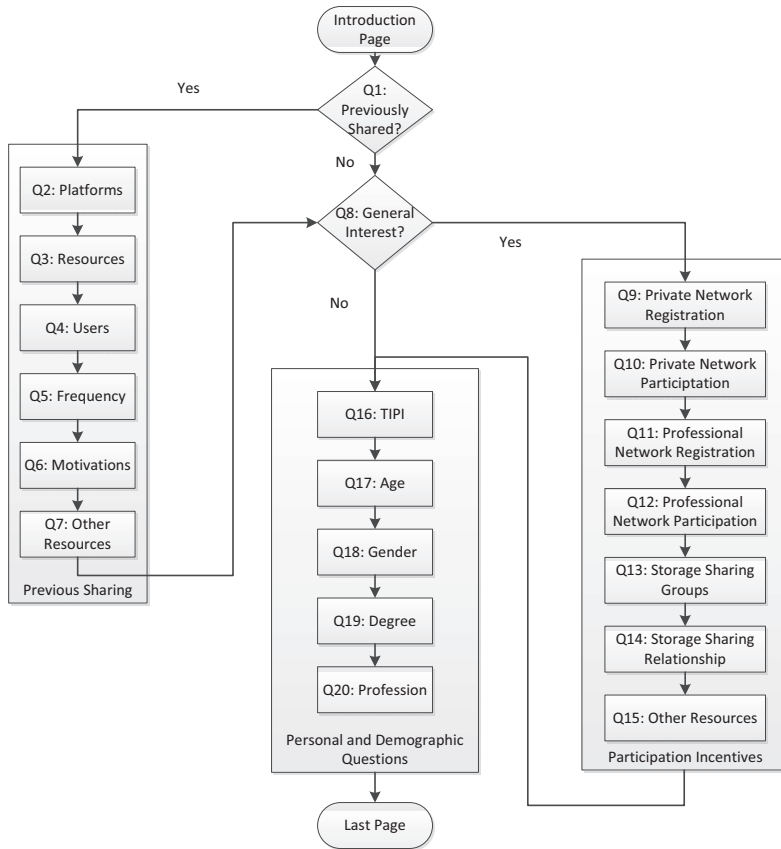 Introduction
Page
Q1:
Previously
Shared?
Yes
No
Q2: Platforms
Q3: Resources
Q4: Users
Q5: Frequency
Q6: Motivations
Q7: Other
Resources
Previous Sharing
Q8: General
Interest?
Yes
No
Q9: Private Network
Registration
Q10: Private Network
Participtation
Q11: Professional
Network Registration
Q12: Professional
Network Participation
Q13: Storage Sharing
Groups
Q14: Storage Sharing
Relationship
Q15: Other Resources
Participation Incentives
Q16: TIPI
Q17: Age
Q18: Gender
Q19: Degree
Q20: Profession
Personal and Demographic
Questions
Last Page